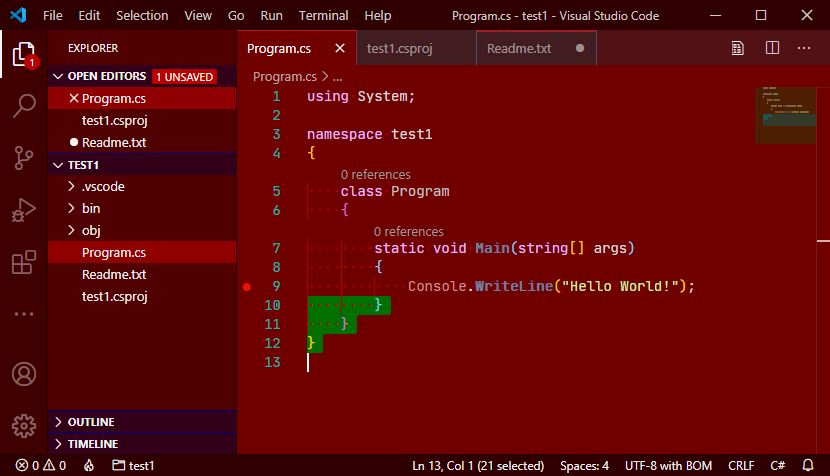 File Edit Selection View Go Run Terminal Help Program.cs - test1 - Visual Studio Code
EXPLORER
OPEN EDITORS 1 UNSAVED
Program.cs
test1.csproj
Readme.txt
TEST1
.vscode
bin
obj
Program.cs
Readme.txt
test1.csproj
OUTLINE
TIMELINE
1
Program.cs test1.csproj Readme.txt
Program.cs > ...
1 using System;
2
3 namespace test1
4 {
0 references
5 class Program
6 {
0 references
7 static void Main(string[] args)
8 {
9 Console.WriteLine("Hello World!");
10 }
11 }
12 }
13
0 0 test1 Ln 13, Col 1 (21 selected) Spaces: 4 UTF-8 with BOM CRLF C#